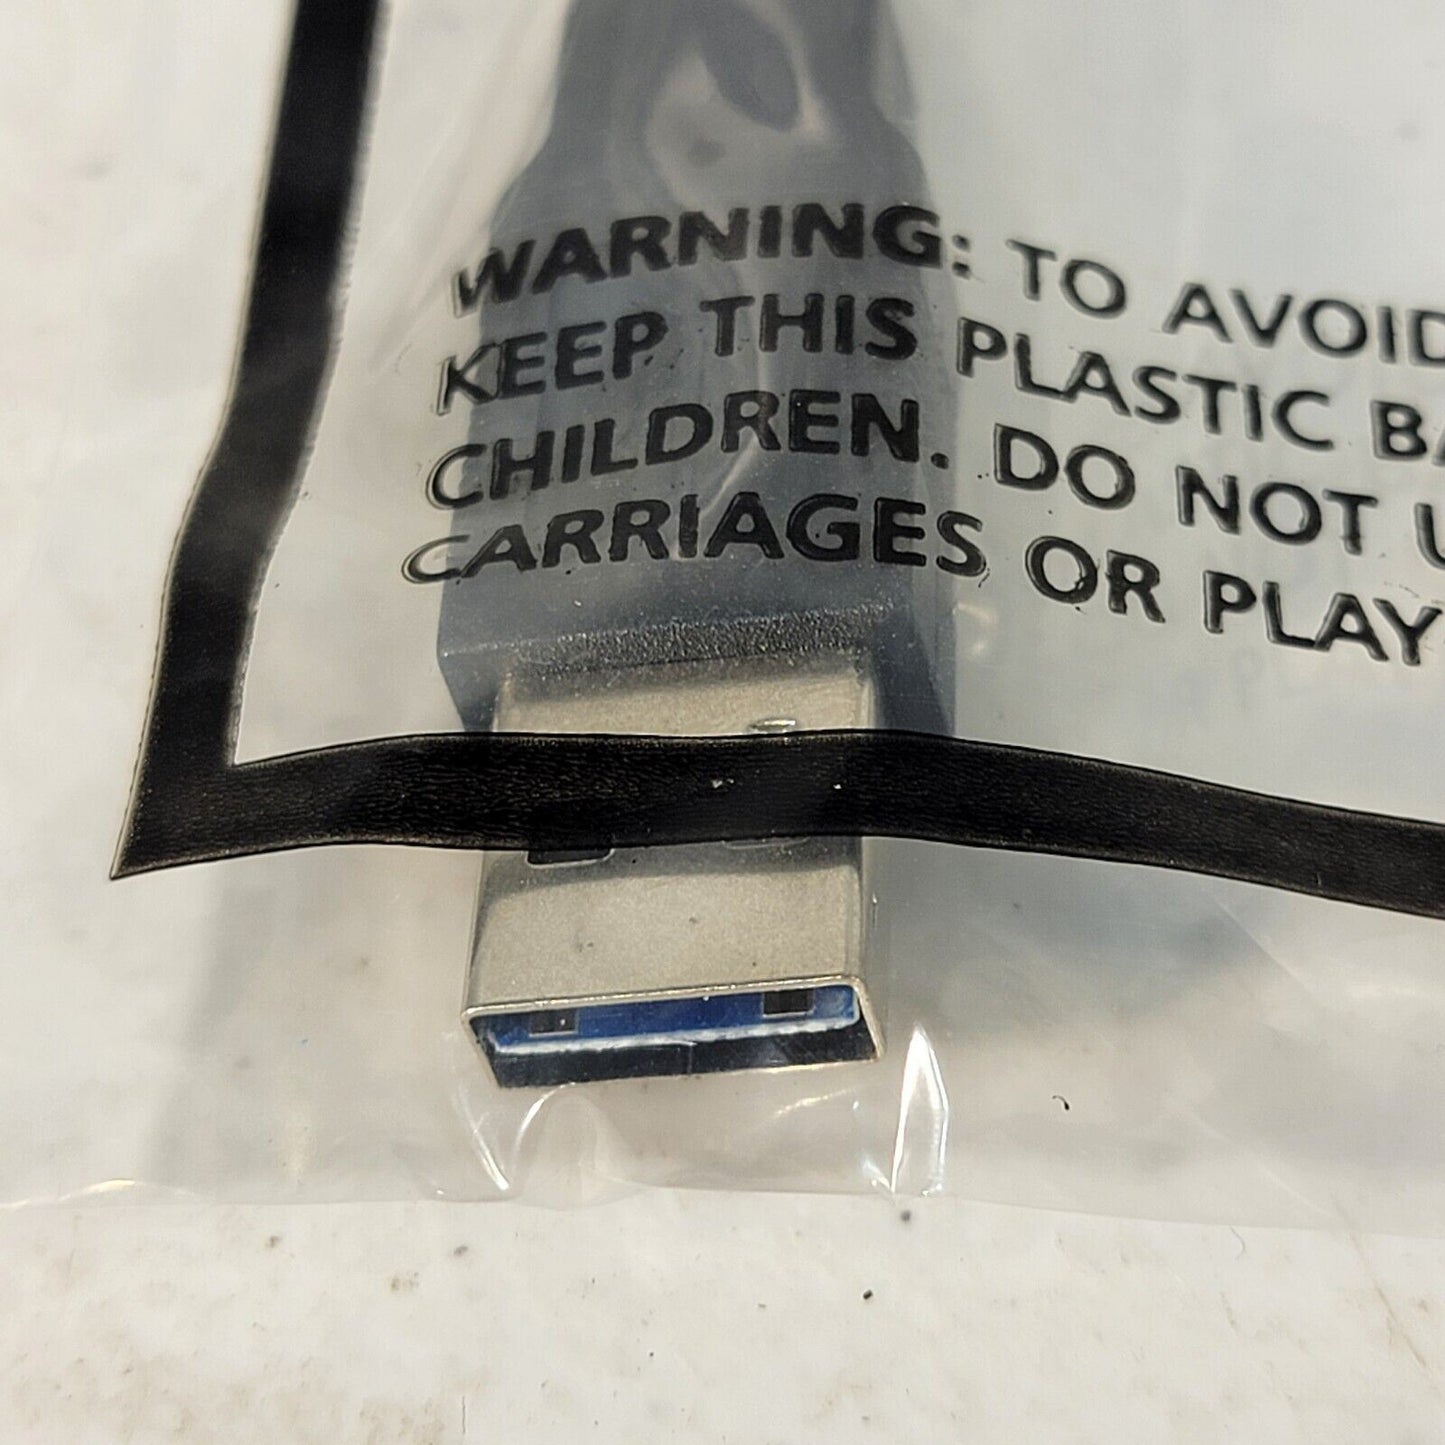 WARNING: TO AVOID
KEEP THIS PLASTIC
CHILDREN. DO NOT
CARRIAGES OR PLAY